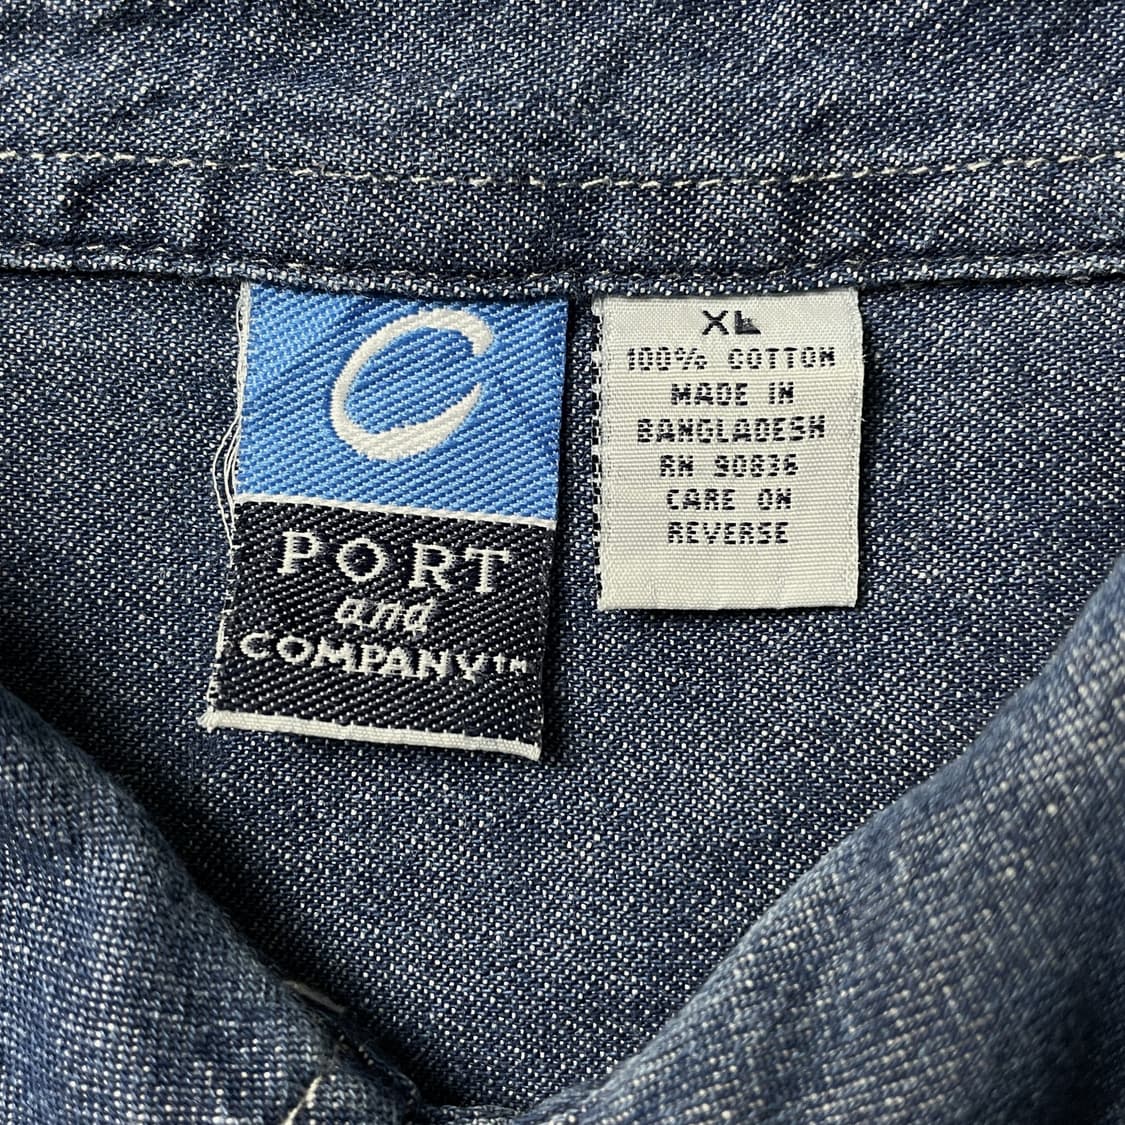 C
PORT
and
COMPANY™
XL
100% COTTON
MADE IN
BANGLADESH
RN 90836
CARE ON
REVERSE